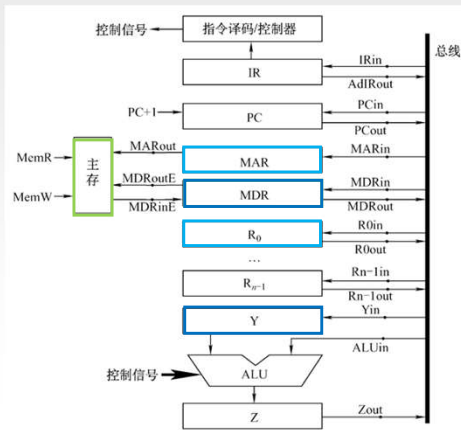 控制信号
指令译码/控制器
总线
IRin
IR
AdIRout
PCin
PC+1
PC
PCout
MARout
MARin
MemR
主存
MAR
MDRoutE
MDRin
MDR
MemW
MDRinE
MDRout
R0in
R0
R0out
…
Rn-1in
Rn-1
Rn-1out
Yin
Y
ALUin
控制信号
ALU
Z
Zout